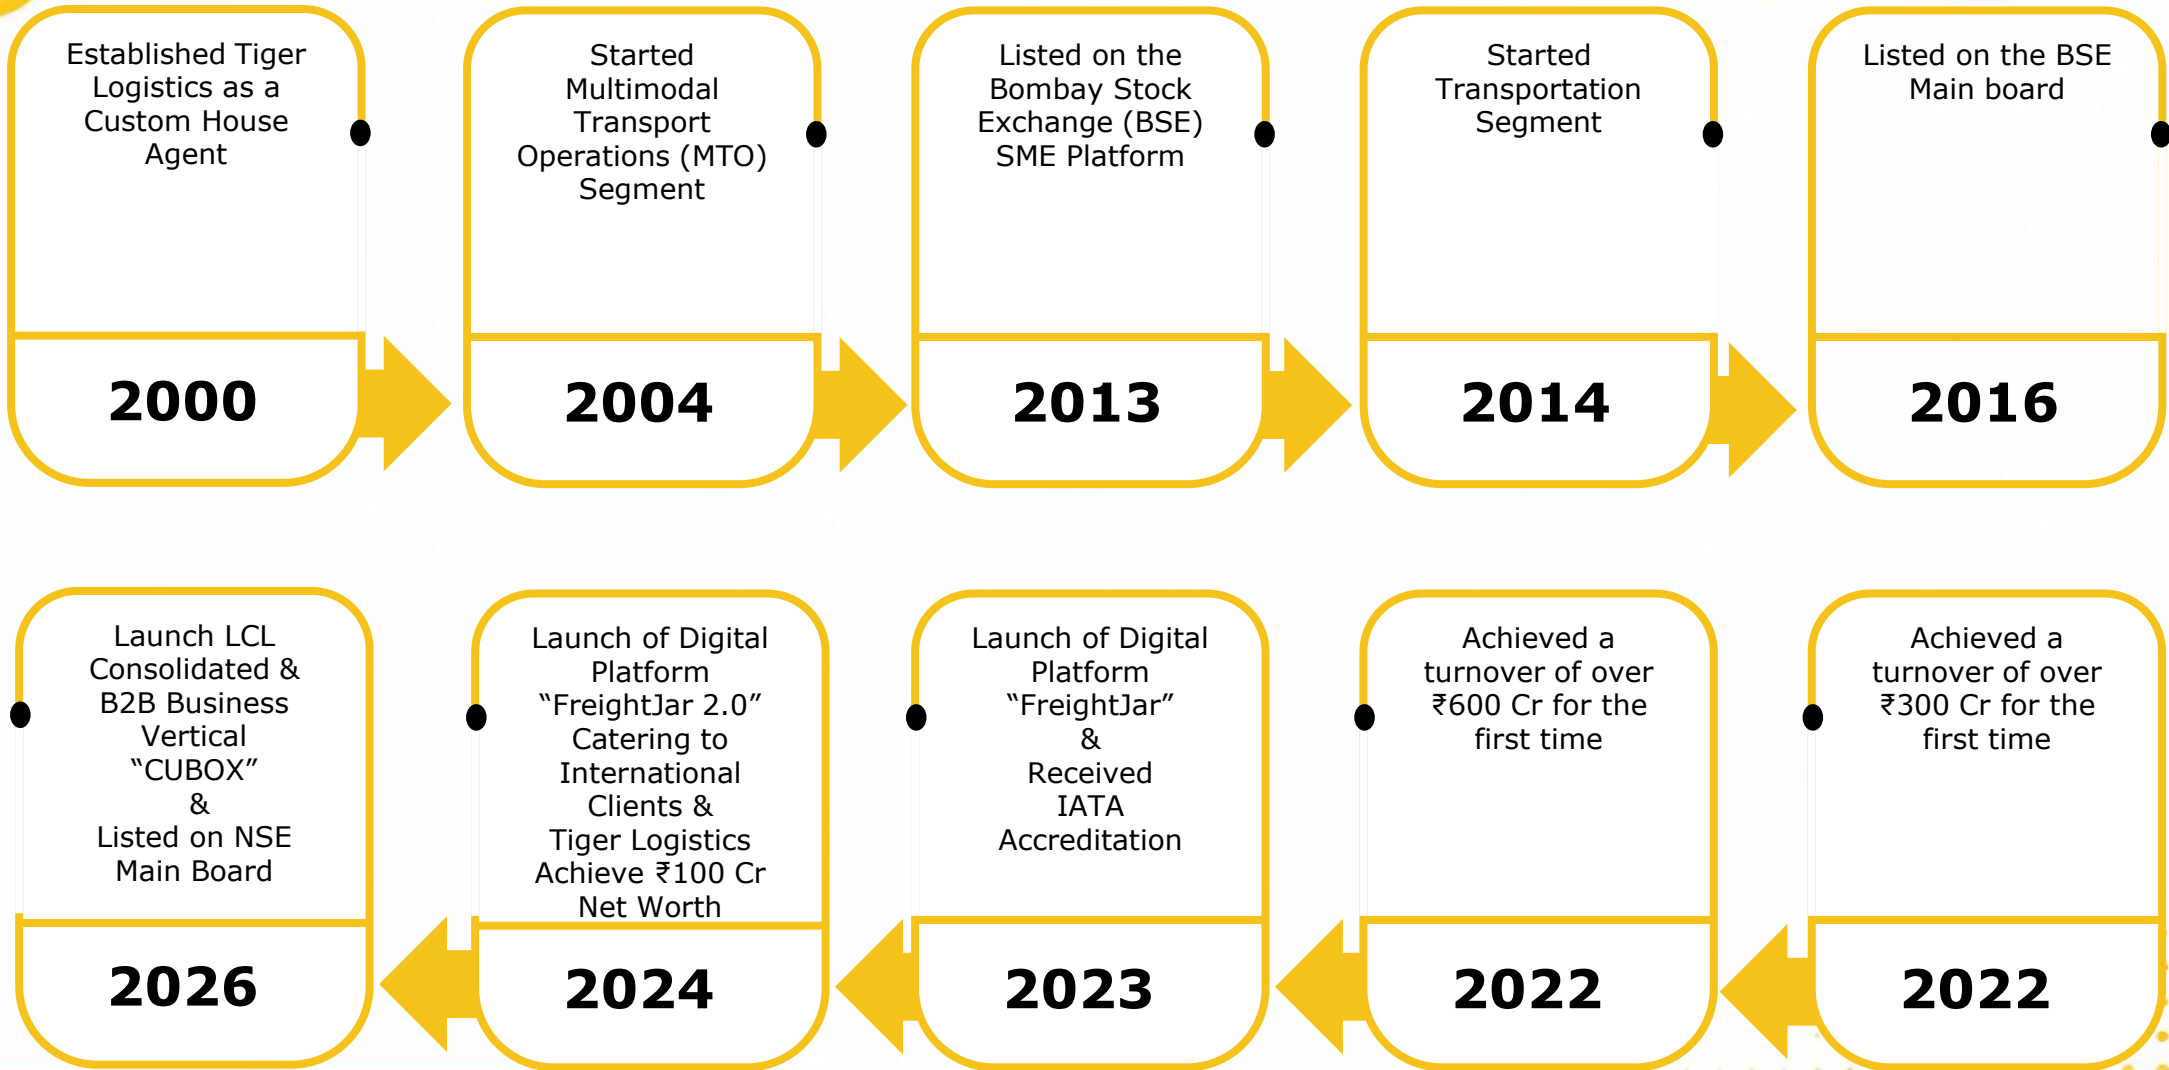 Established Tiger
Logistics as a
Custom House
Agent
2000
Started
Multimodal
Transport
Operations (MTO)
Segment
2004
Listed on the
Bombay Stock
Exchange (BSE)
SME Platform
2013
Started
Transportation
Segment
2014
Listed on the BSE
Main board
2016
Achieved a
turnover of over
₹300 Cr for the
first time
2022
Achieved a
turnover of over
₹600 Cr for the
first time
2022
Launch of Digital
Platform
“FreightJar”
&
Received
IATA
Accreditation
2023
Launch of Digital
Platform
“FreightJar 2.0”
Catering to
International
Clients &
Tiger Logistics
Achieve ₹100 Cr
Net Worth
2024
Launch LCL
Consolidated &
B2B Business
Vertical
“CUBOX”
&
Listed on NSE
Main Board
2026